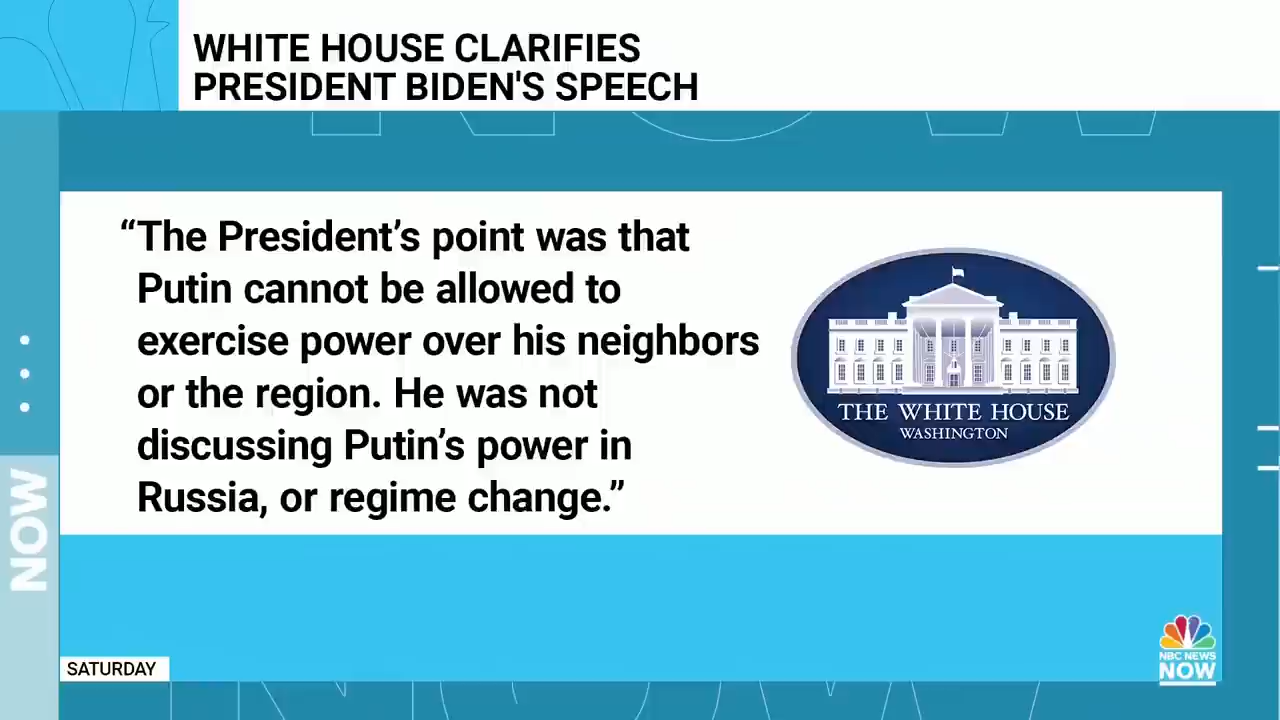 WHITE HOUSE CLARIFIES
PRESIDENT BIDEN'S SPEECH
“The President’s point was that
Putin cannot be allowed to
exercise power over his neighbors
or the region. He was not
discussing Putin’s power in
Russia, or regime change.”
THE WHITE HOUSE
WASHINGTON
NOW
SATURDAY
NBC NEWS
NOW